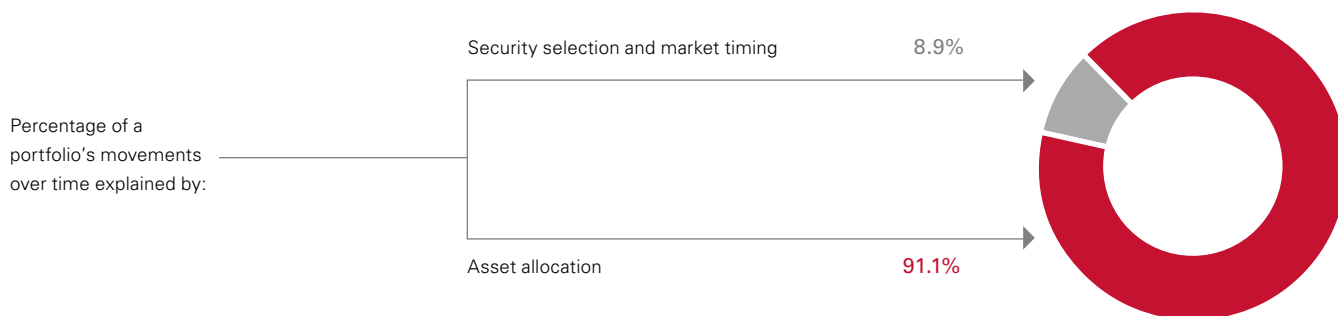 Percentage of a
portfolio’s movements
over time explained by:
Security selection and market timing 8.9%
Asset allocation 91.1%